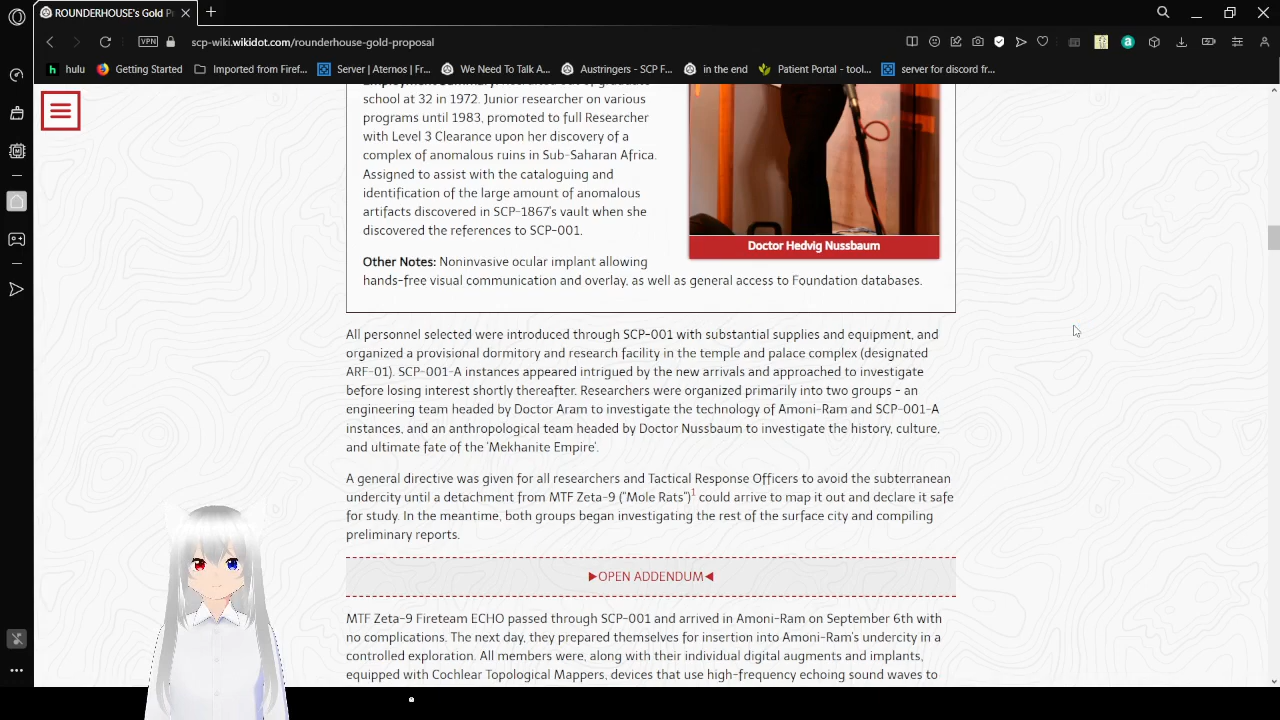 ROUNDERHOUSE's Gold P
VPN
scp-wiki.wikidot.com/rounderhouse-gold-proposal
h hulu
Getting Started
Imported from Firef...
Server | Aternos | Fr...
We Need To Talk A...
Austringers - SCP F...
in the end
Patient Portal - tool...
server for discord fr...
school at 32 in 1972. Junior researcher on various
programs until 1983, promoted to full Researcher
with Level 3 Clearance upon her discovery of a
complex of anomalous ruins in Sub-Saharan Africa.
Assigned to assist with the cataloguing and
identification of the large amount of anomalous
artifacts discovered in SCP-1867's vault when she
discovered the references to SCP-001.
Doctor Hedvig Nussbaum
Other Notes: Noninvasive ocular implant allowing
hands-free visual communication and overlay, as well as general access to Foundation databases.
All personnel selected were introduced through SCP-001 with substantial supplies and equipment, and
organized a provisional dormitory and research facility in the temple and palace complex (designated
ARF-01). SCP-001-A instances appeared intrigued by the new arrivals and approached to investigate
before losing interest shortly thereafter. Researchers were organized primarily into two groups - an
engineering team headed by Doctor Aram to investigate the technology of Amoni-Ram and SCP-001-A
instances, and an anthropological team headed by Doctor Nussbaum to investigate the history, culture,
and ultimate fate of the 'Mekhanite Empire'.
A general directive was given for all researchers and Tactical Response Officers to avoid the subterranean
undercity until a detachment from MTF Zeta-9 ("Mole Rats")1 could arrive to map it out and declare it safe
for study. In the meantime, both groups began investigating the rest of the surface city and compiling
preliminary reports.
▶OPEN ADDENDUM◀
MTF Zeta-9 Fireteam ECHO passed through SCP-001 and arrived in Amoni-Ram on September 6th with
no complications. The next day, they prepared themselves for insertion into Amoni-Ram's undercity in a
controlled exploration. All members were, along with their individual digital augments and implants,
equipped with Cochlear Topological Mappers, devices that use high-frequency echoing sound waves to